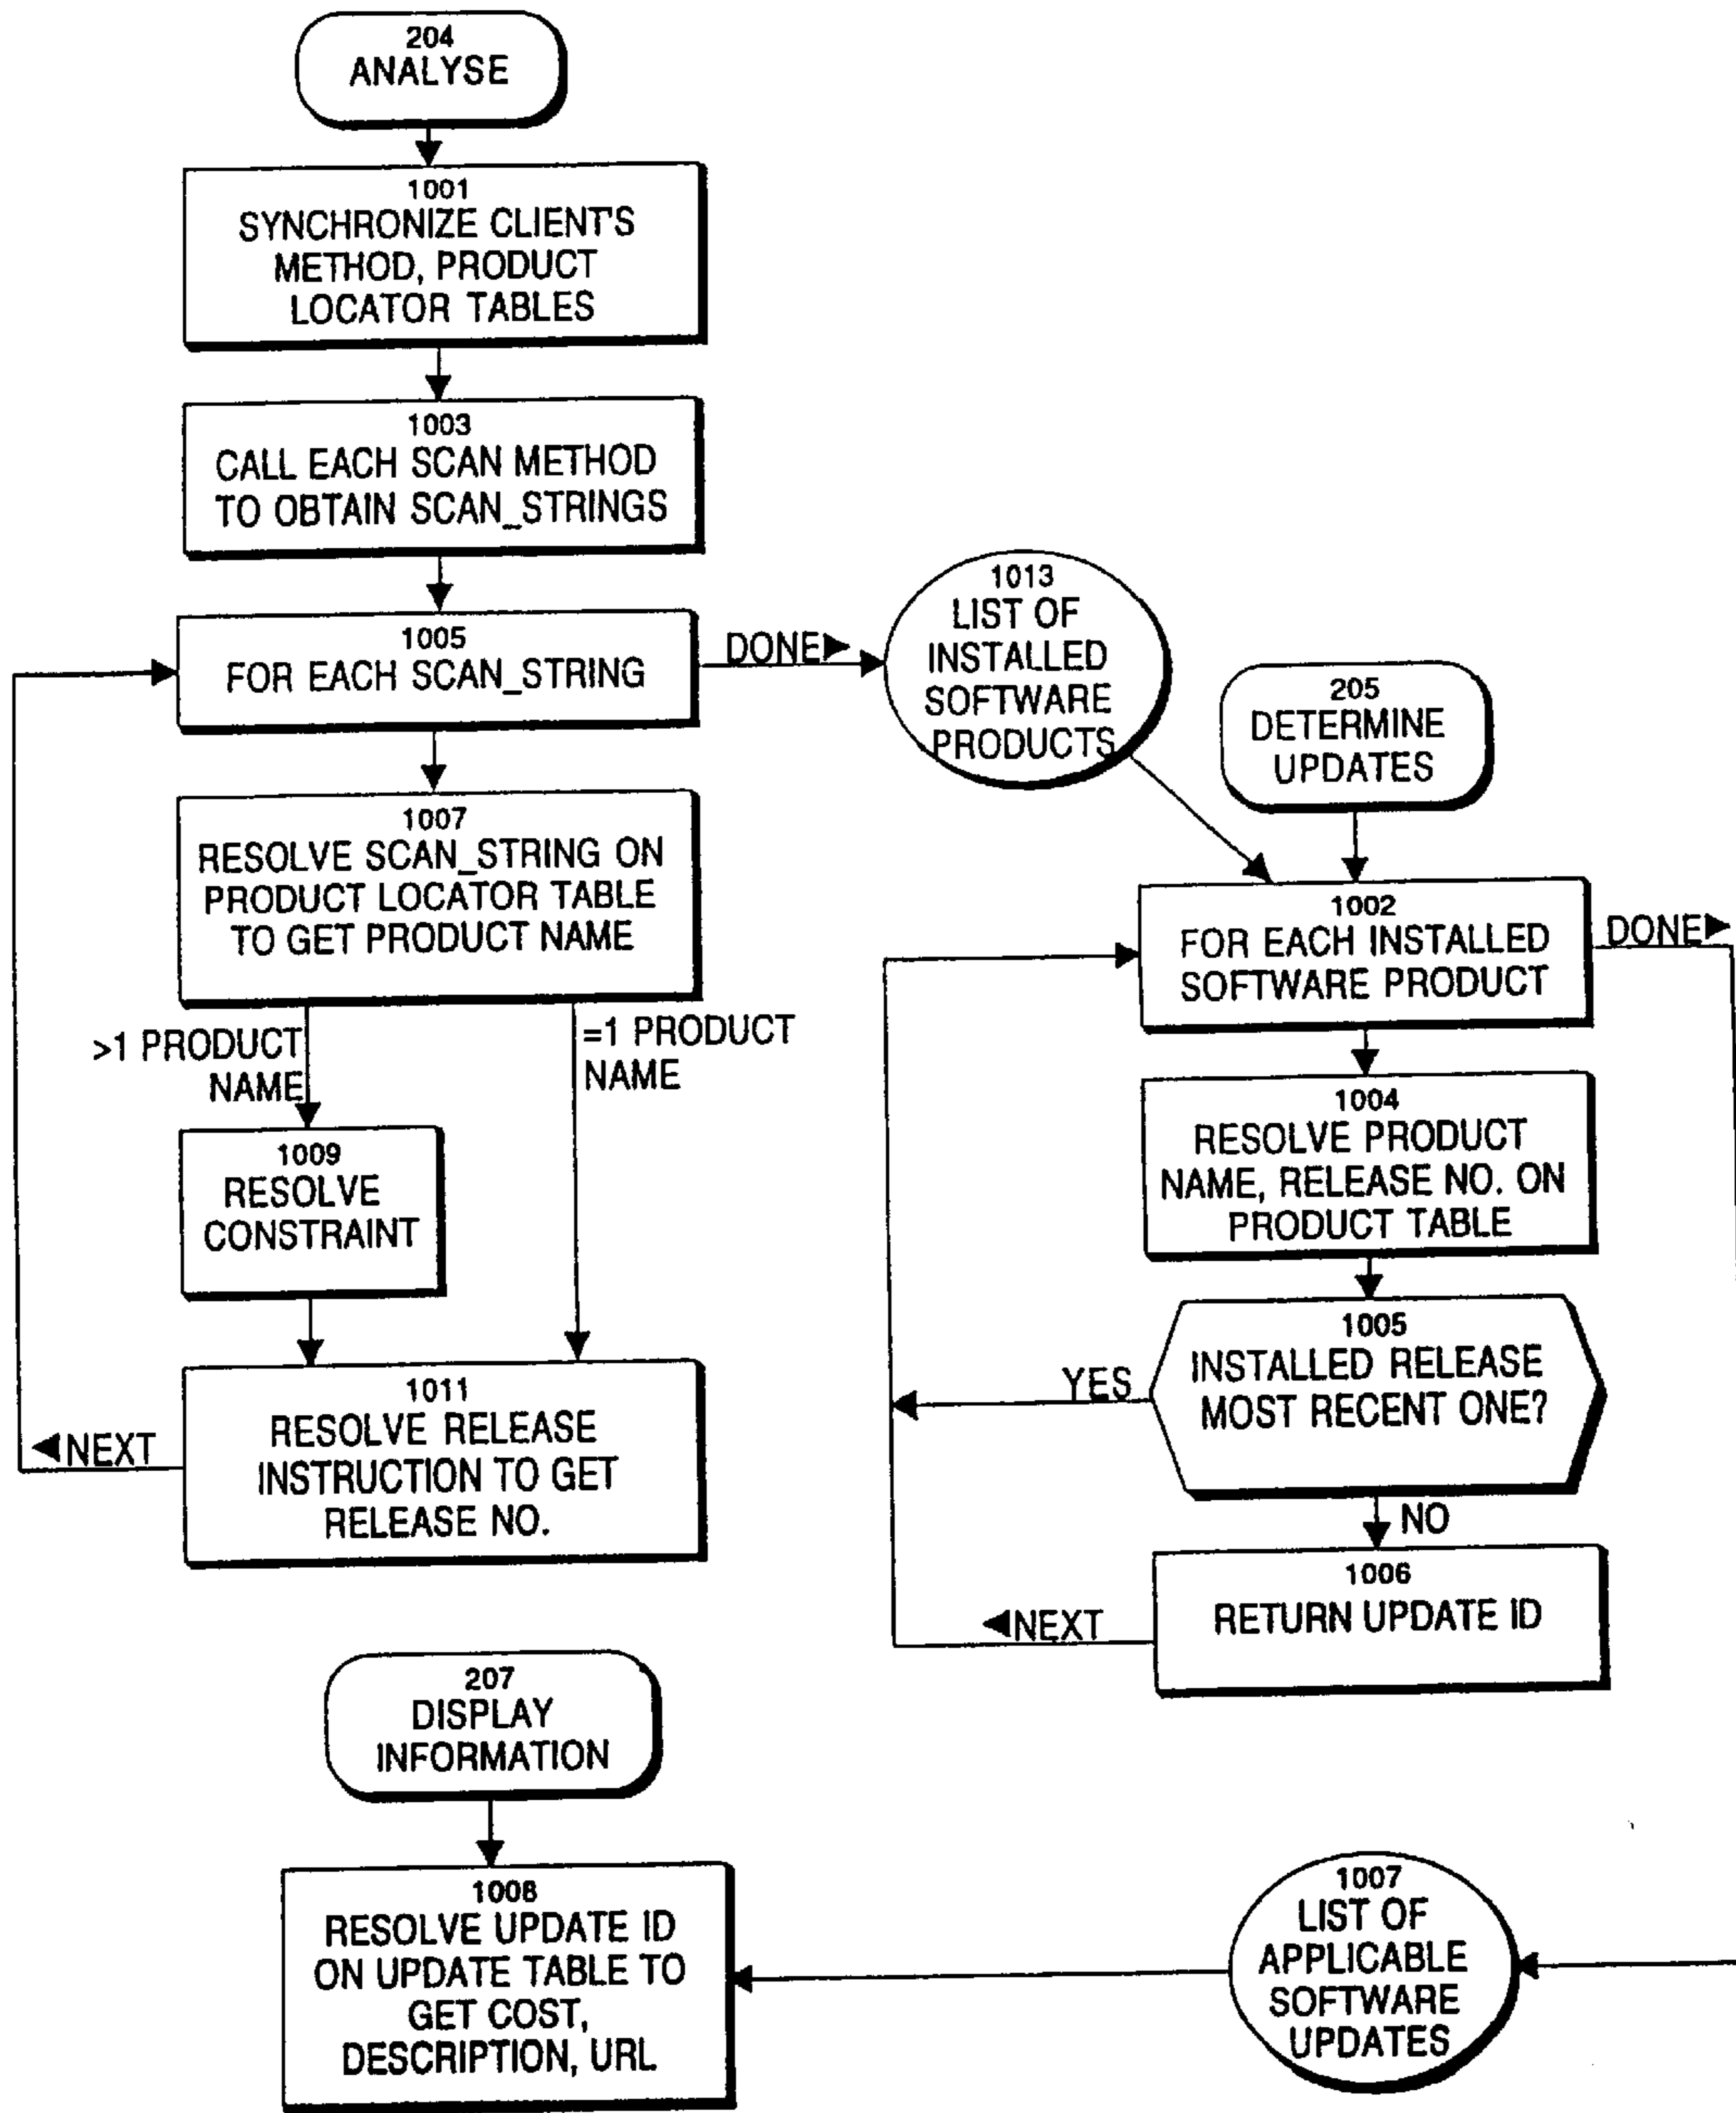 204
ANALYSE
1001
SYNCHRONIZE CLIENT'S
METHOD, PRODUCT
LOCATOR TABLES
1003
CALL EACH SCAN METHOD
TO OBTAIN SCAN_STRINGS
1005
FOR EACH SCAN_STRING
DONE
1007
RESOLVE SCAN_STRING ON
PRODUCT LOCATOR TABLE
TO GET PRODUCT NAME
>1 PRODUCT
NAME
=1 PRODUCT
NAME
1009
RESOLVE
CONSTRAINT
1011
RESOLVE RELEASE
INSTRUCTION TO GET
RELEASE NO.
NEXT
1013
LIST OF
INSTALLED
SOFTWARE
PRODUCTS
205
DETERMINE
UPDATES
1002
FOR EACH INSTALLED
SOFTWARE PRODUCT
DONE
1004
RESOLVE PRODUCT
NAME, RELEASE NO. ON
PRODUCT TABLE
1005
INSTALLED RELEASE
MOST RECENT ONE?
YES
NO
1006
RETURN UPDATE ID
NEXT
207
DISPLAY
INFORMATION
1008
RESOLVE UPDATE ID
ON UPDATE TABLE TO
GET COST,
DESCRIPTION, URL
1007
LIST OF
APPLICABLE
SOFTWARE
UPDATES